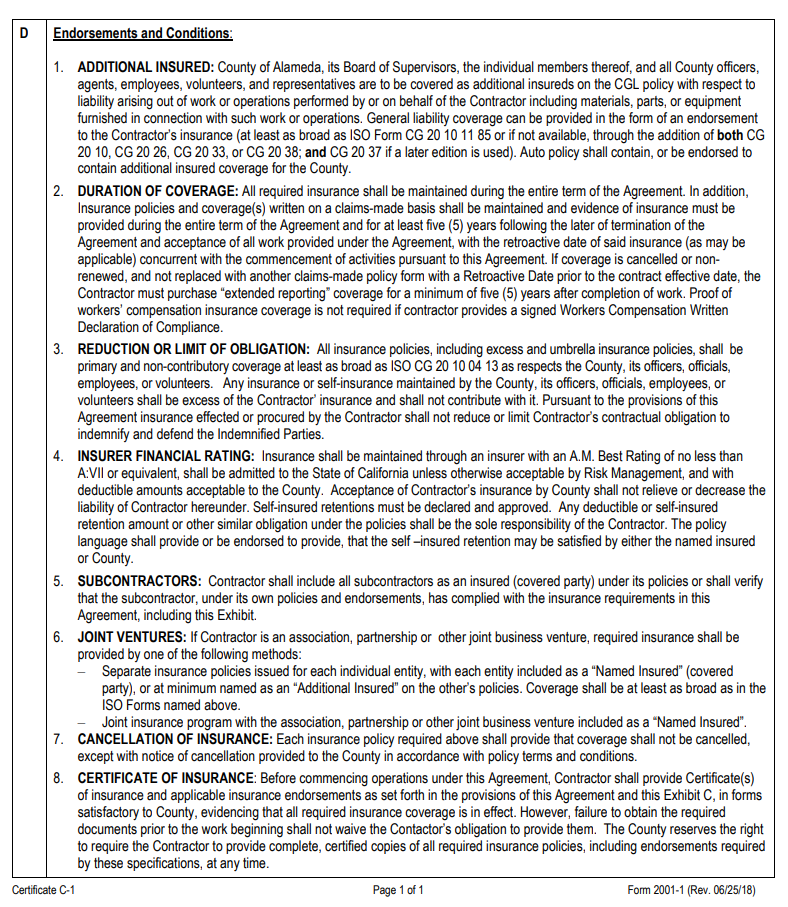 D Endorsements and Conditions:
1. ADDITIONAL INSURED: County of Alameda, its Board of Supervisors, the individual members thereof, and all County officers,
agents, employees, volunteers, and representatives are to be covered as additional insureds on the CGL policy with respect to
liability arising out of work or operations performed by or on behalf of the Contractor including materials, parts, or equipment
furnished in connection with such work or operations. General liability coverage can be provided in the form of an endorsement
to the Contractor's insurance (at least as broad as ISO Form CG 20 10 11 85 or if not available, through the addition of both CG
20 10, CG 20 26, CG 20 33, or CG 20 38; and CG 20 37 if a later edition is used). Auto policy shall contain, or be endorsed to
contain additional insured coverage for the County.
2. DURATION OF COVERAGE: All required insurance shall be maintained during the entire term of the Agreement. In addition,
Insurance policies and coverage(s) written on a claims-made basis shall be maintained and evidence of insurance must be
provided during the entire term of the Agreement and for at least five (5) years following the later of termination of the
Agreement and acceptance of all work provided under the Agreement, with the retroactive date of said insurance (as may be
applicable) concurrent with the commencement of activities pursuant to this Agreement. If coverage is cancelled or non-
renewed, and not replaced with another claims-made policy form with a Retroactive Date prior to the contract effective date, the
Contractor must purchase “extended reporting” coverage for a minimum of five (5) years after completion of work. Proof of
workers' compensation insurance coverage is not required if contractor provides a signed Workers Compensation Written
Declaration of Compliance.
3. REDUCTION OR LIMIT OF OBLIGATION: All insurance policies, including excess and umbrella insurance policies, shall be
primary and non-contributory coverage at least as broad as ISO CG 20 10 04 13 as respects the County, its officers, officials,
employees, or volunteers. Any insurance or self-insurance maintained by the County, its officers, officials, employees, or
volunteers shall be excess of the Contractor' insurance and shall not contribute with it. Pursuant to the provisions of this
Agreement insurance effected or procured by the Contractor shall not reduce or limit Contractor's contractual obligation to
indemnify and defend the Indemnified Parties.
4. INSURER FINANCIAL RATING: Insurance shall be maintained through an insurer with an A.M. Best Rating of no less than
A:VII or equivalent, shall be admitted to the State of California unless otherwise acceptable by Risk Management, and with
deductible amounts acceptable to the County. Acceptance of Contractor's insurance by County shall not relieve or decrease the
liability of Contractor hereunder. Self-insured retentions must be declared and approved. Any deductible or self-insured
retention amount or other similar obligation under the policies shall be the sole responsibility of the Contractor. The policy
language shall provide or be endorsed to provide, that the self –insured retention may be satisfied by either the named insured
or County.
5. SUBCONTRACTORS: Contractor shall include all subcontractors as an insured (covered party) under its policies or shall verify
that the subcontractor, under its own policies and endorsements, has complied with the insurance requirements in this
Agreement, including this Exhibit.
6. JOINT VENTURES: If Contractor is an association, partnership or other joint business venture, required insurance shall be
provided by one of the following methods:
– Separate insurance policies issued for each individual entity, with each entity included as a “Named Insured” (covered
party), or at minimum named as an “Additional Insured” on the other's policies. Coverage shall be at least as broad as in the
ISO Forms named above.
– Joint insurance program with the association, partnership or other joint business venture included as a “Named Insured”.
7. CANCELLATION OF INSURANCE: Each insurance policy required above shall provide that coverage shall not be cancelled,
except with notice of cancellation provided to the County in accordance with policy terms and conditions.
8. CERTIFICATE OF INSURANCE: Before commencing operations under this Agreement, Contractor shall provide Certificate(s)
of insurance and applicable insurance endorsements as set forth in the provisions of this Agreement and this Exhibit C, in forms
satisfactory to County, evidencing that all required insurance coverage is in effect. However, failure to obtain the required
documents prior to the work beginning shall not waive the Contactor's obligation to provide them. The County reserves the right
to require the Contractor to provide complete, certified copies of all required insurance policies, including endorsements required
by these specifications, at any time.
Certificate C-1 Page 1 of 1 Form 2001-1 (Rev. 06/25/18)